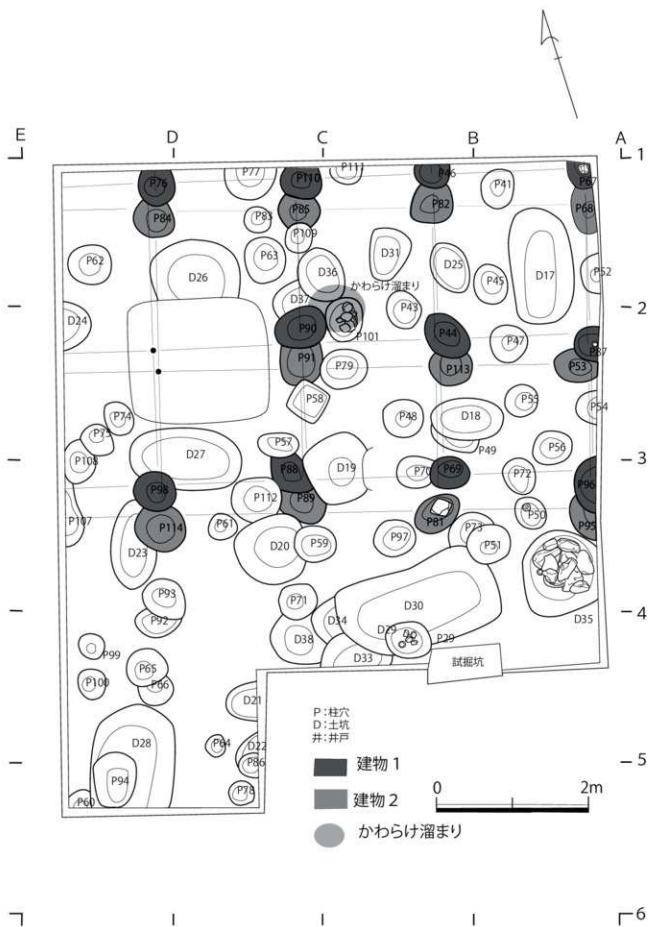 E D C B A
1
P76 P77 P110 P111 P46 P41 P67
P84 P83 P85 P82 P68
P109
P62 D26 P63 D36 D31 D25 P45 D17 P52
かわらけ溜まり
D37 P43 2
D24 P90 P101 P44 P47 P37
P91 P79 P113 P53
P58 P55 P54
P74 P48 D18
P75 P57 P49 P56
P108 D27 P88 D19 P70 P69 P72 3
P98 P96
P107 P114 P61 P112 P89 P81 P50 P95
D23 D20 P59 P97 P73 P51
P93 P71 D30 D35 4
P92 D34
P99 D38 D29 P29
P65 D33 試掘坑
P100 P66
D21
P:柱穴
D:土坑
井:井戸
D28 P64 D22
P86 5
P94 建物 1
P60 P78 建物 2
0 2m
かわらけ溜まり
6